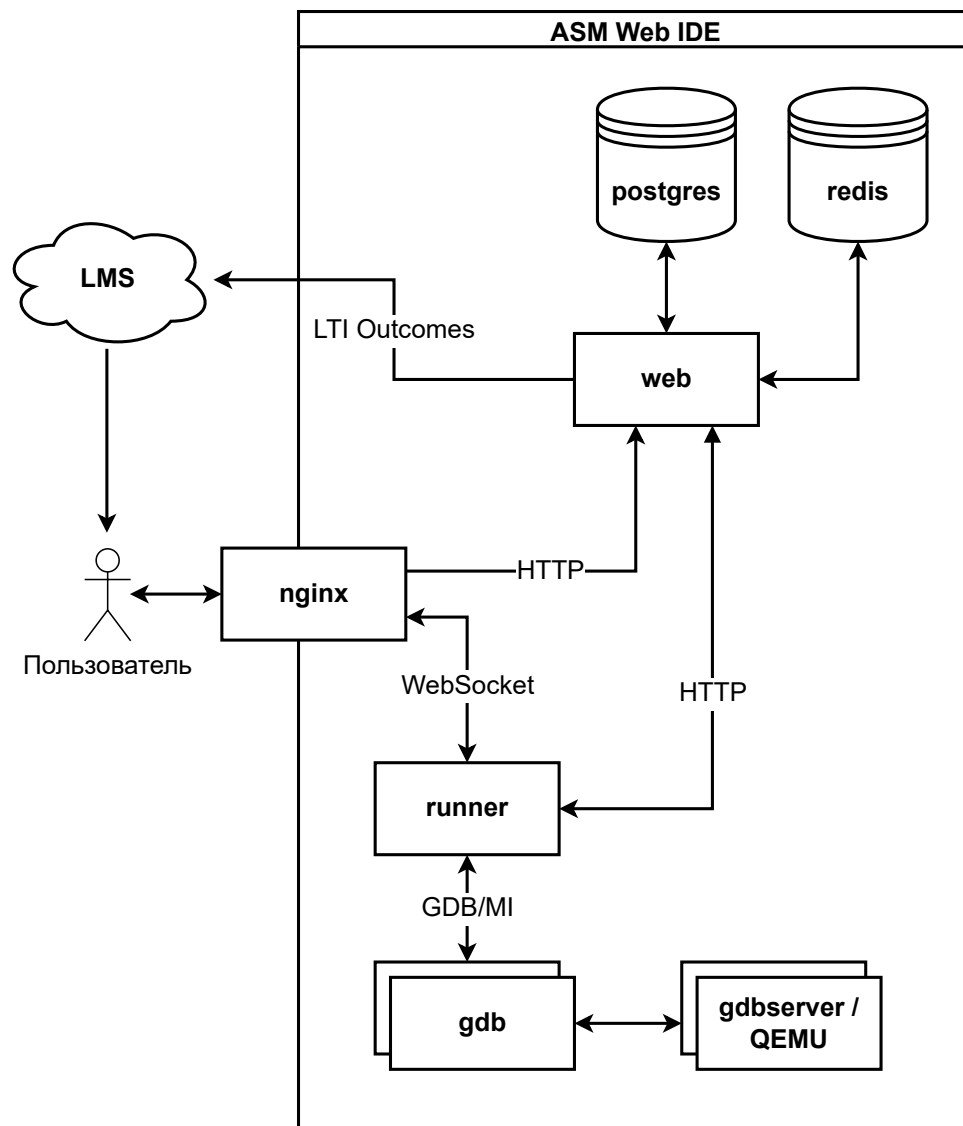 ASM Web IDE
postgres
redis
LMS
LTI Outcomes
web
HTTP
nginx
Пользователь
WebSocket
HTTP
runner
GDB/MI
gdb
gdbserver /
QEMU